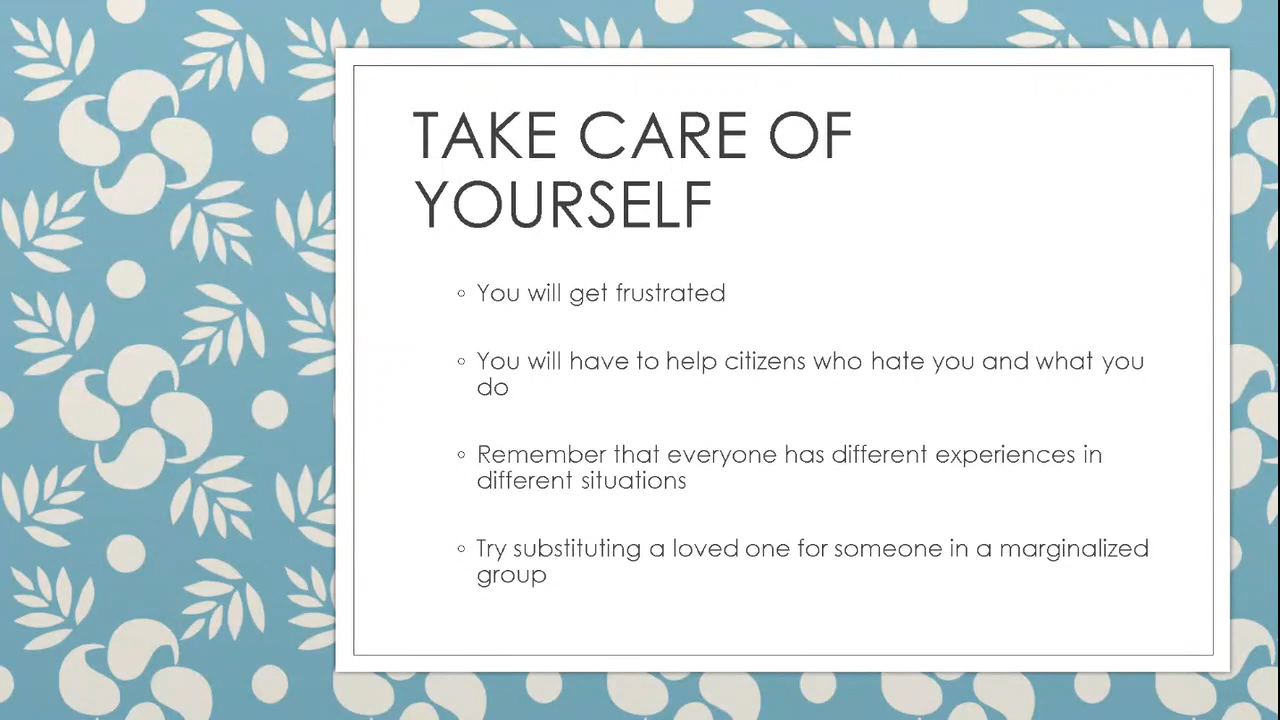 TAKE CARE OF
YOURSELF
◦ You will get frustrated
◦ You will have to help citizens who hate you and what you
do
◦ Remember that everyone has different experiences in
different situations
◦ Try substituting a loved one for someone in a marginalized
group